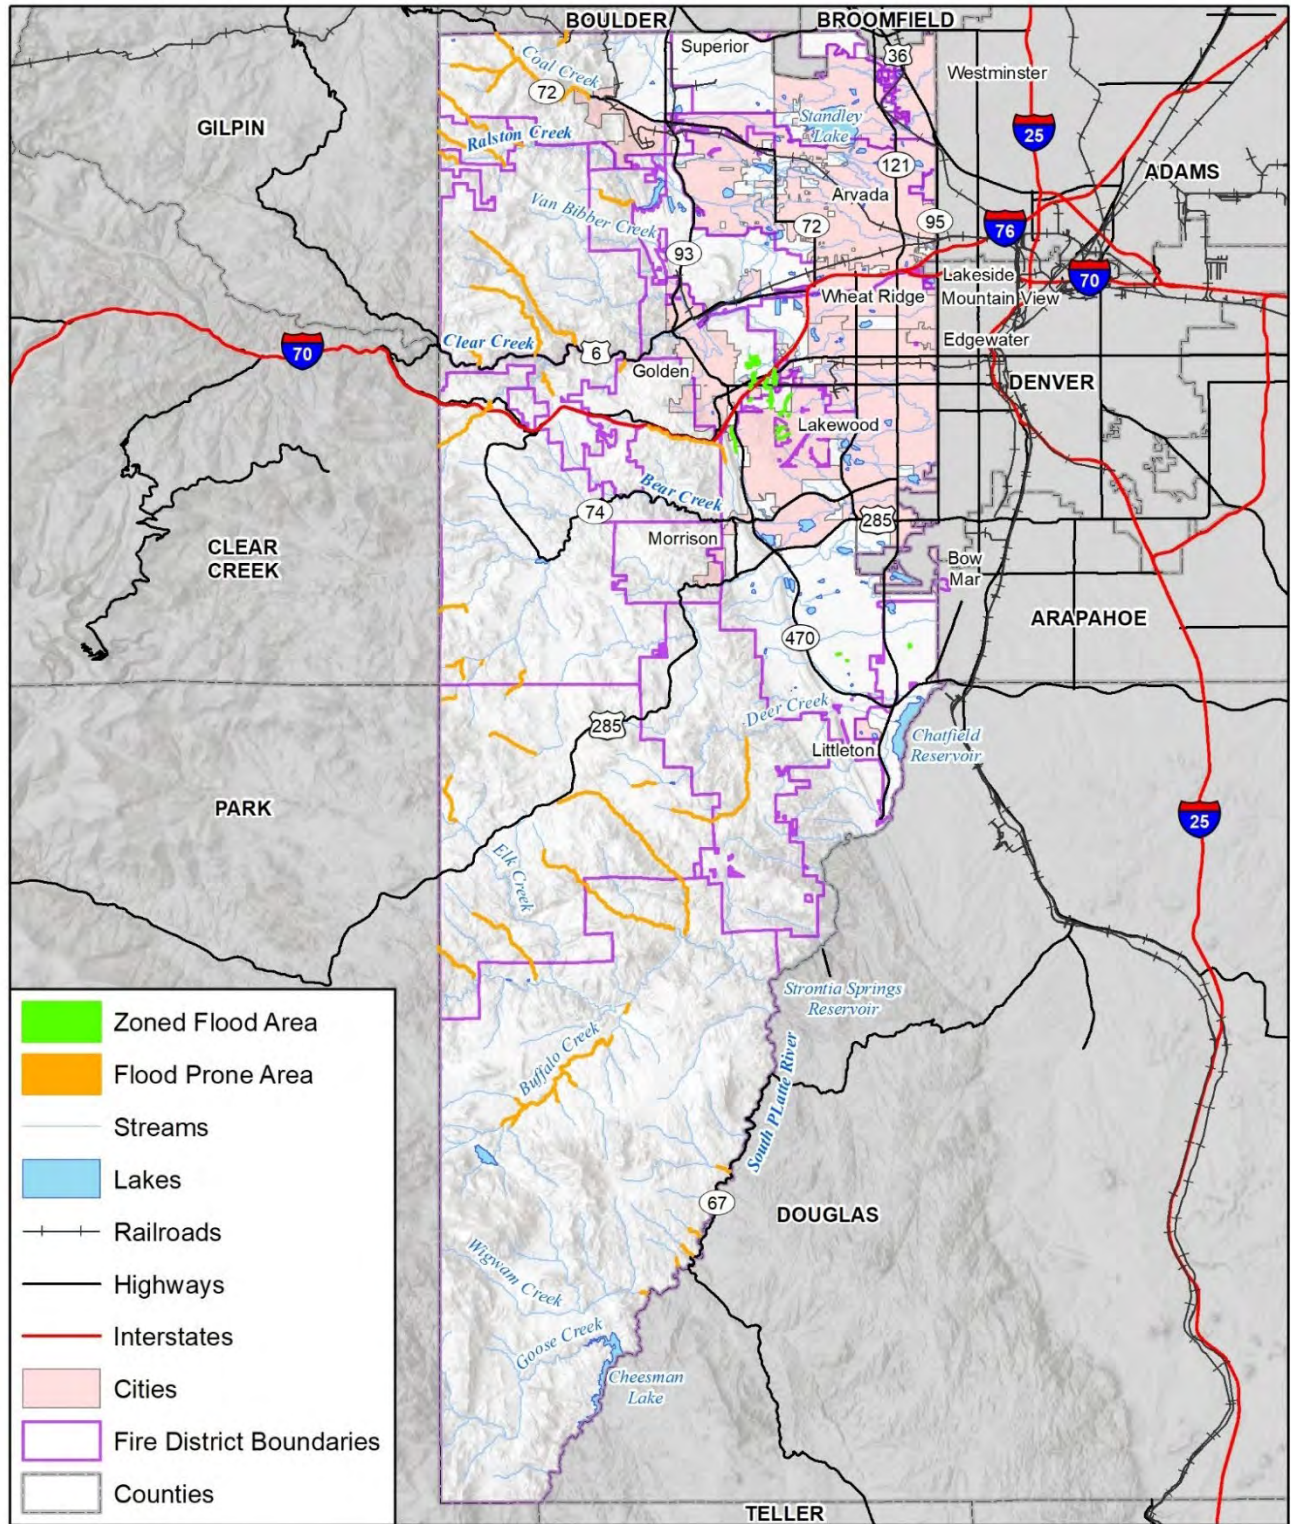 BOULDER
BROOMFIELD
Superior
36
Westminster
Coal Creek
72
25
GILPIN
Ralston Creek
Standley
Lake
121
ADAMS
Arvada
Van Bibber Creek
72
95
76
93
Lakeside
70
Mountain View
Wheat Ridge
Clear Creek
6
Edgewater
70
Golden
DENVER
Lakewood
Bear Creek
74
285
CLEAR
CREEK
Morrison
Bow
Mar
ARAPAHOE
470
Deer Creek
285
Littleton
Chatfield
Reservoir
PARK
25
Elk Creek
Strontia Springs
Reservoir
Buffalo Creek
South PLatte River
67
DOUGLAS
Wigwam Creek
Goose Creek
Cheesman
Lake
TELLER
Zoned Flood Area
Flood Prone Area
Streams
Lakes
Railroads
Highways
Interstates
Cities
Fire District Boundaries
Counties